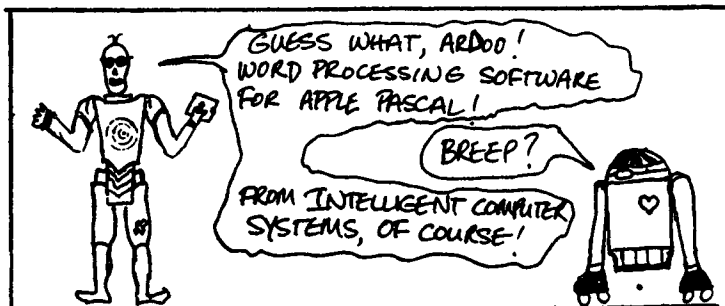 GUESS WHAT, ARDOO!
WORD PROCESSING SOFTWARE
FOR APPLE PASCAL!
BREEP?
FROM INTELLIGENT COMPUTER
SYSTEMS, OF COURSE!